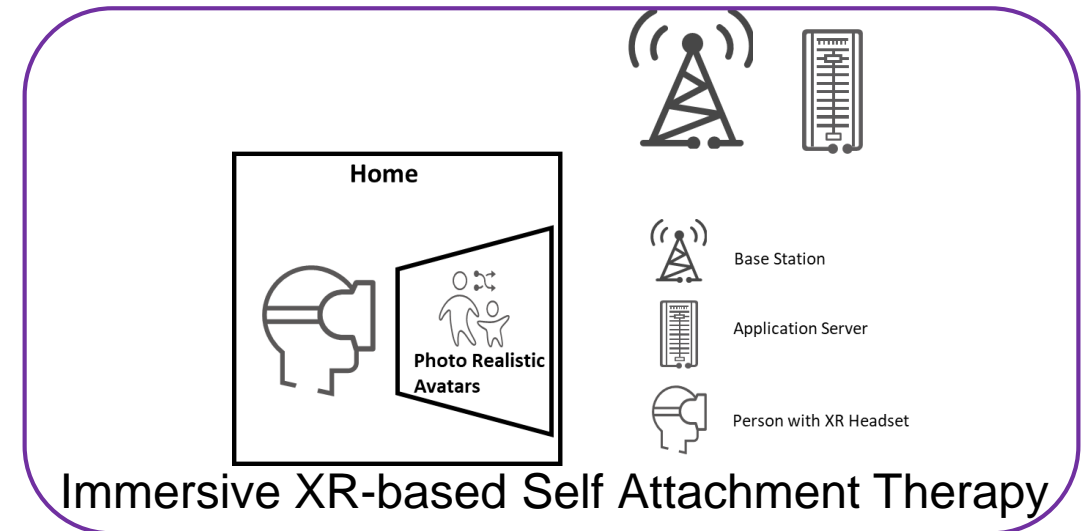 Home
Photo Realistic
Avatars
Base Station
Application Server
Person with XR Headset
Immersive XR-based Self Attachment Therapy